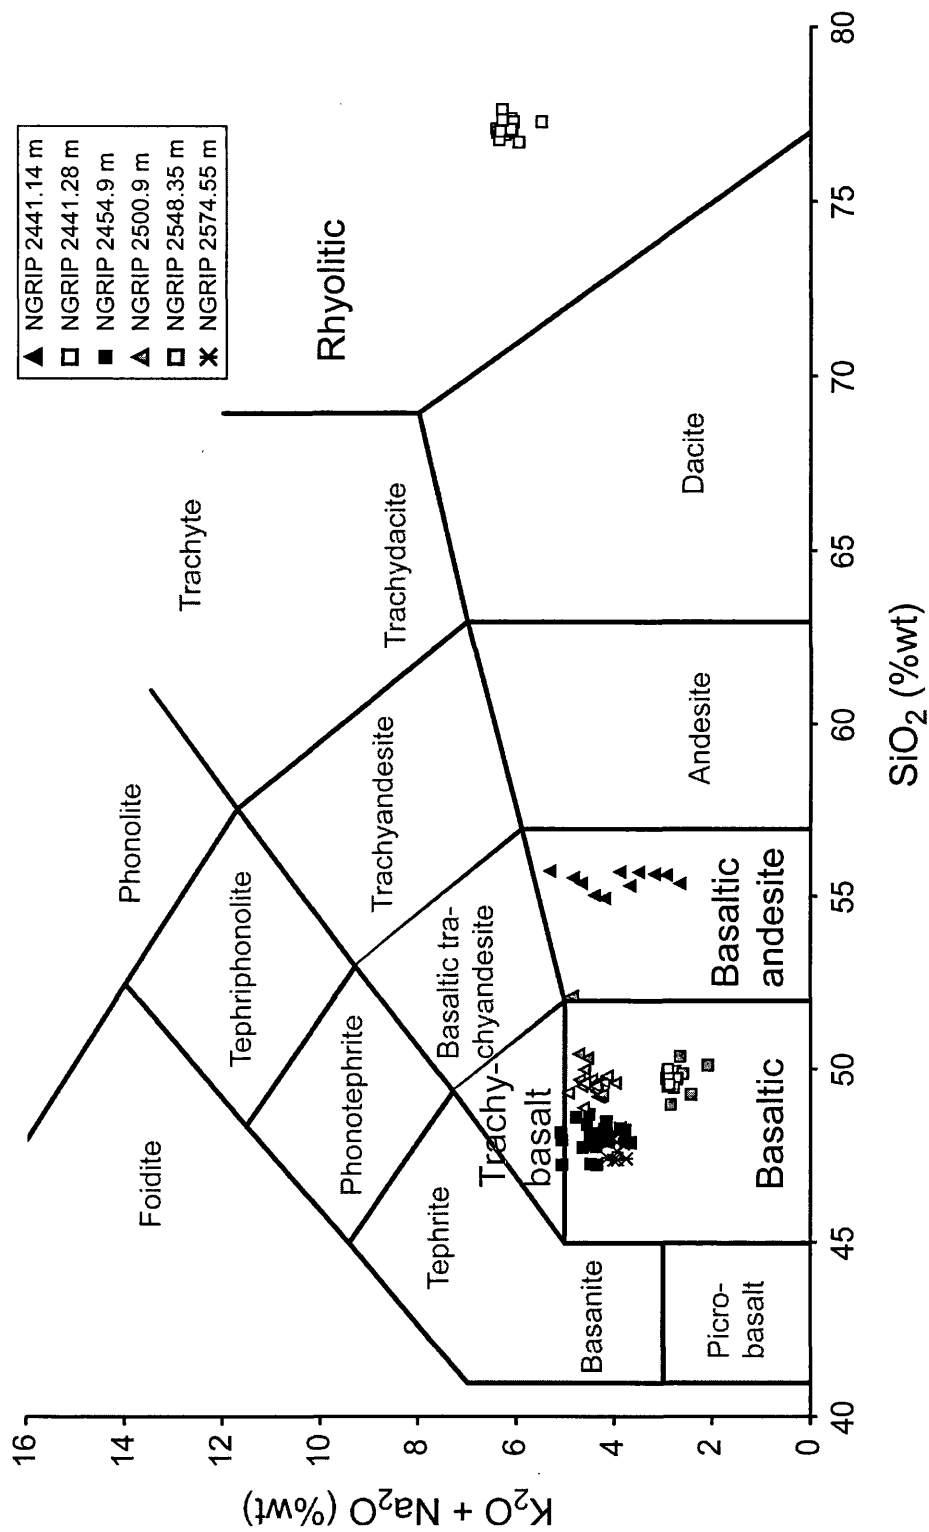 ▲ NGRIP 2441.14 m
□ NGRIP 2441.28 m
■ NGRIP 2454.9 m
△ NGRIP 2500.9 m
□ NGRIP 2548.35 m
✱ NGRIP 2574.55 m
K₂O + Na₂O (%wt)
16
14
12
10
8
6
4
2
0
Foidite
Phonolite
Tephriphonolite
Phonotephrite
Tephrite
Basanite
Picro-
basalt
Trachy-
basalt
Basaltic tra-
chyandesite
Trachyandesite
Trachyte
Trachydacite
Rhyolitic
Basaltic
Basaltic
andesite
Andesite
Dacite
40
45
50
55
60
65
70
75
80
SiO₂ (%wt)